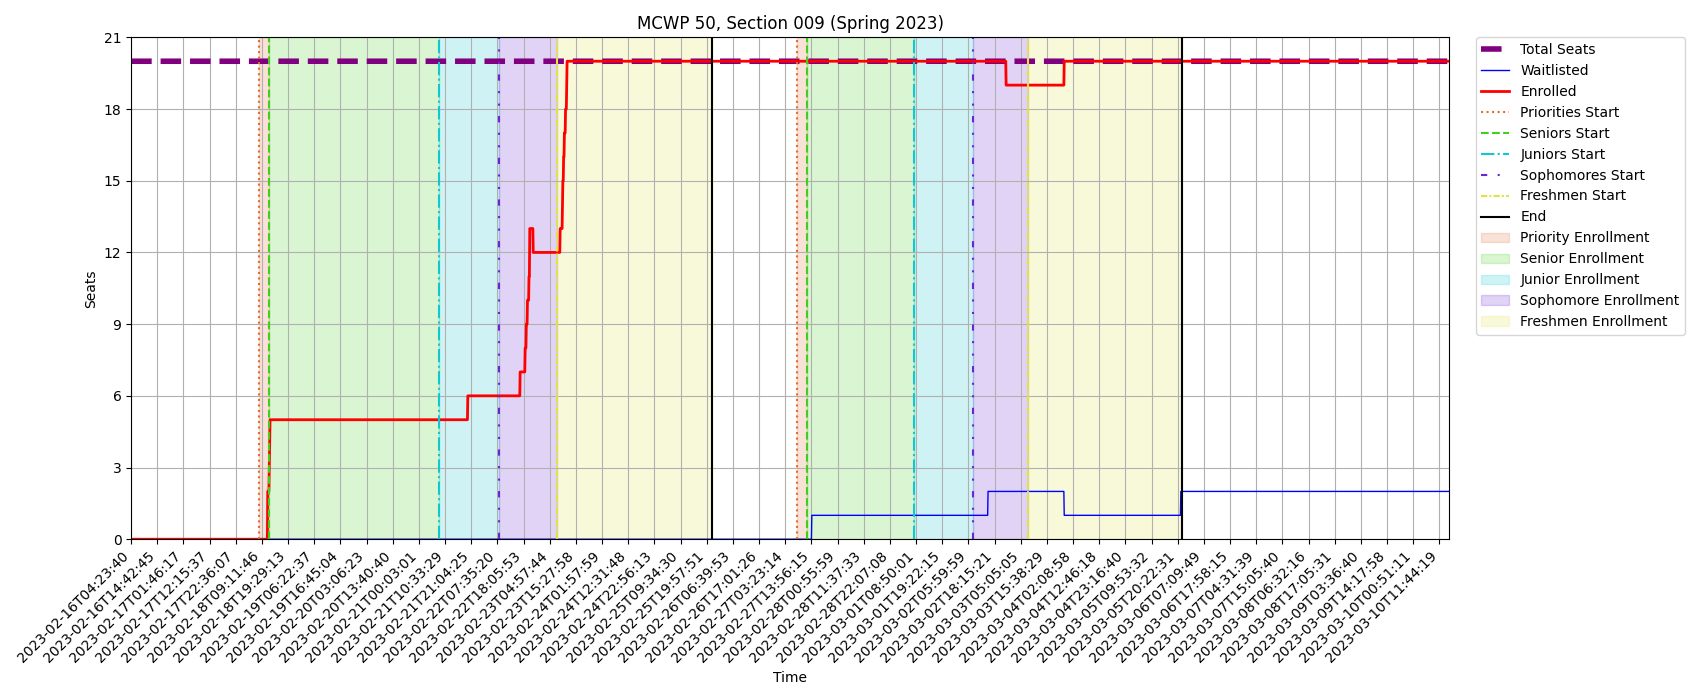 MCWP 50, Section 009 (Spring 2023)
21
18
15
12
9
6
3
0
Seats
2023-02-16T04:23:40
2023-02-16T14:42:45
2023-02-17T01:46:17
2023-02-17T12:15:37
2023-02-17T22:36:07
2023-02-18T09:11:46
2023-02-18T19:29:13
2023-02-19T06:22:37
2023-02-19T16:45:04
2023-02-20T03:06:23
2023-02-20T13:40:40
2023-02-21T00:03:01
2023-02-21T10:33:29
2023-02-21T21:04:25
2023-02-22T07:35:20
2023-02-22T18:05:53
2023-02-23T04:57:44
2023-02-23T15:27:58
2023-02-24T01:57:59
2023-02-24T12:31:48
2023-02-24T22:56:13
2023-02-25T09:34:30
2023-02-25T19:57:51
2023-02-26T06:39:53
2023-02-26T17:01:26
2023-02-27T03:23:14
2023-02-27T13:56:15
2023-02-28T00:55:59
2023-02-28T11:37:33
2023-02-28T22:07:08
2023-03-01T08:50:01
2023-03-01T19:22:15
2023-03-02T05:59:59
2023-03-02T18:15:21
2023-03-03T05:05:05
2023-03-03T15:38:29
2023-03-04T02:08:58
2023-03-04T12:46:18
2023-03-04T23:16:40
2023-03-05T09:53:32
2023-03-05T20:22:31
2023-03-06T07:09:49
2023-03-06T17:58:15
2023-03-07T04:31:39
2023-03-07T15:05:40
2023-03-08T06:32:16
2023-03-08T17:05:31
2023-03-09T03:36:40
2023-03-09T14:17:58
2023-03-10T00:51:11
2023-03-10T11:44:19
Time
Total Seats
Waitlisted
Enrolled
Priorities Start
Seniors Start
Juniors Start
Sophomores Start
Freshmen Start
End
Priority Enrollment
Senior Enrollment
Junior Enrollment
Sophomore Enrollment
Freshmen Enrollment